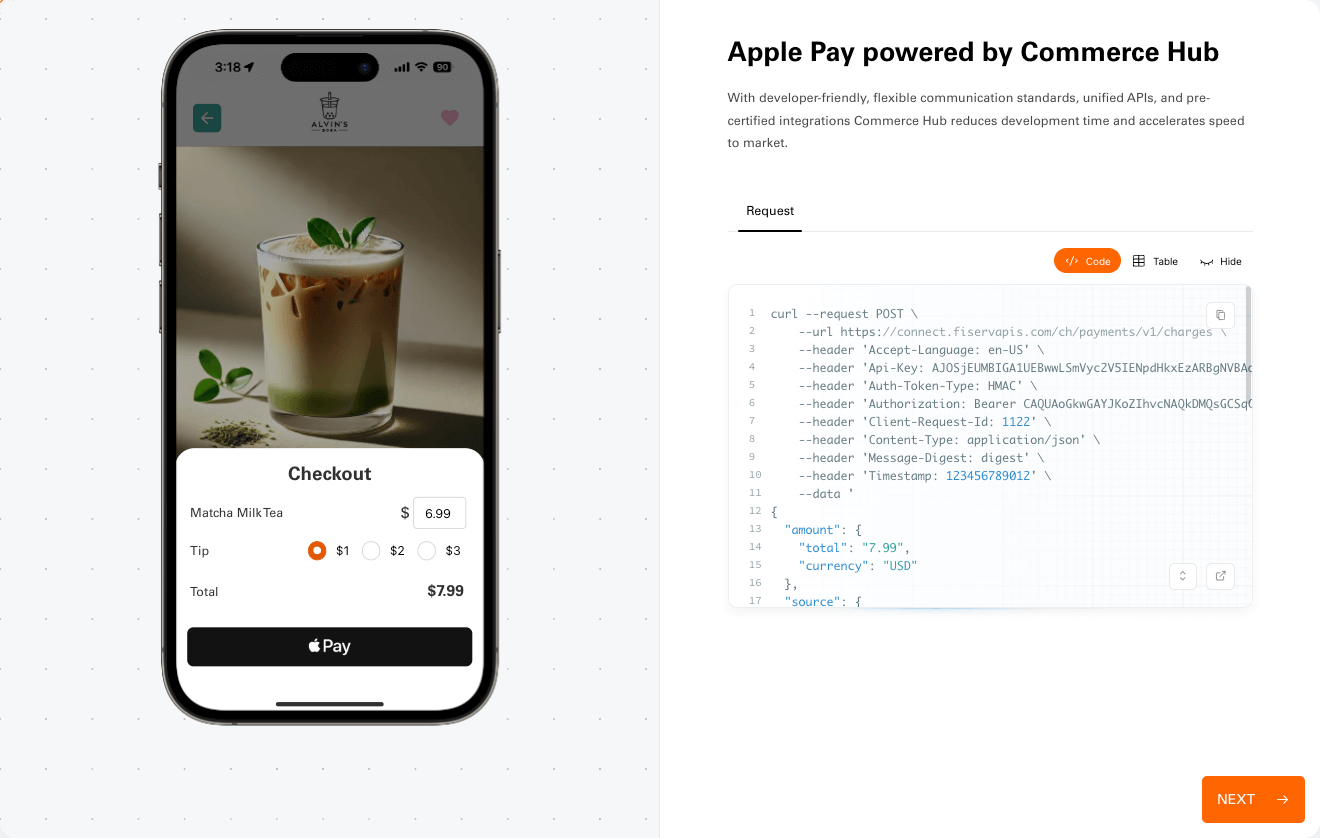 3:18
90
ALVIN'S
BOBA
Checkout
Matcha Milk Tea
$ 6.99
Tip
$1
$2
$3
Total
$7.99
Pay
Apple Pay powered by Commerce Hub
With developer-friendly, flexible communication standards, unified APIs, and pre-
certified integrations Commerce Hub reduces development time and accelerates speed
to market.
Request
</> Code
Table
Hide
1 curl --request POST \
2 --url https://connect.fiservapis.com/ch/payments/v1/charges \
3 --header 'Accept-Language: en-US' \
4 --header 'Api-Key:
5 --header 'Auth-Token-Type: HMAC' \
6 --header 'Authorization: Bearer
7 --header 'Client-Request-Id: 1122' \
8 --header 'Content-Type: application/json' \
9 --header 'Message-Digest: digest' \
10 --header 'Timestamp: 123456789012' \
11 --data '
12 {
13 "amount": {
14 "total": "7.99",
15 "currency": "USD"
16 },
17 "source": {
NEXT